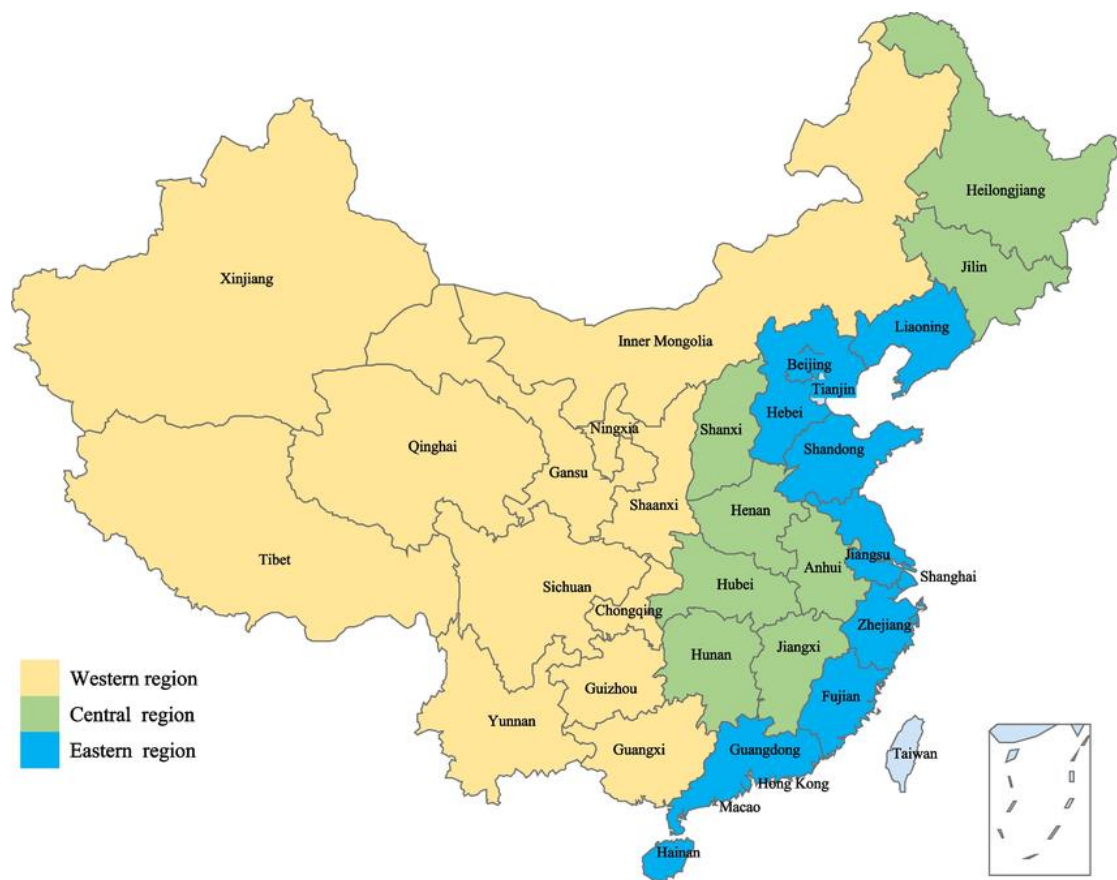 Heilongjiang
Jilin
Xinjiang
Liaoning
Inner Mongolia
Beijing
Tianjin
Hebei
Ningxia
Shanxi
Qinghai
Shandong
Gansu
Shaanxi
Henan
Tibet
Jiangsu
Anhui
Shanghai
Sichuan
Hubei
Chongqing
Zhejiang
Jiangxi
Hunan
Western region
Guizhou
Fujian
Central region
Yunnan
Guangxi
Guangdong
Eastern region
Taiwan
Hong Kong
Macao
Hainan